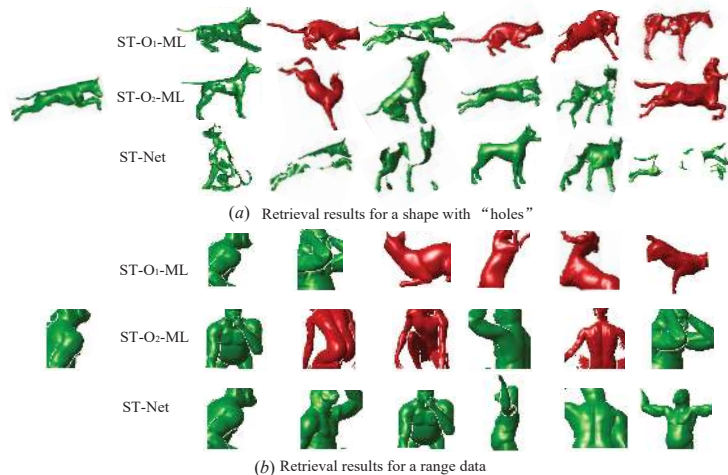 ST-O₁-ML
ST-O₂-ML
ST-Net
(a) Retrieval results for a shape with “holes”
ST-O₁-ML
ST-O₂-ML
ST-Net
(b) Retrieval results for a range data